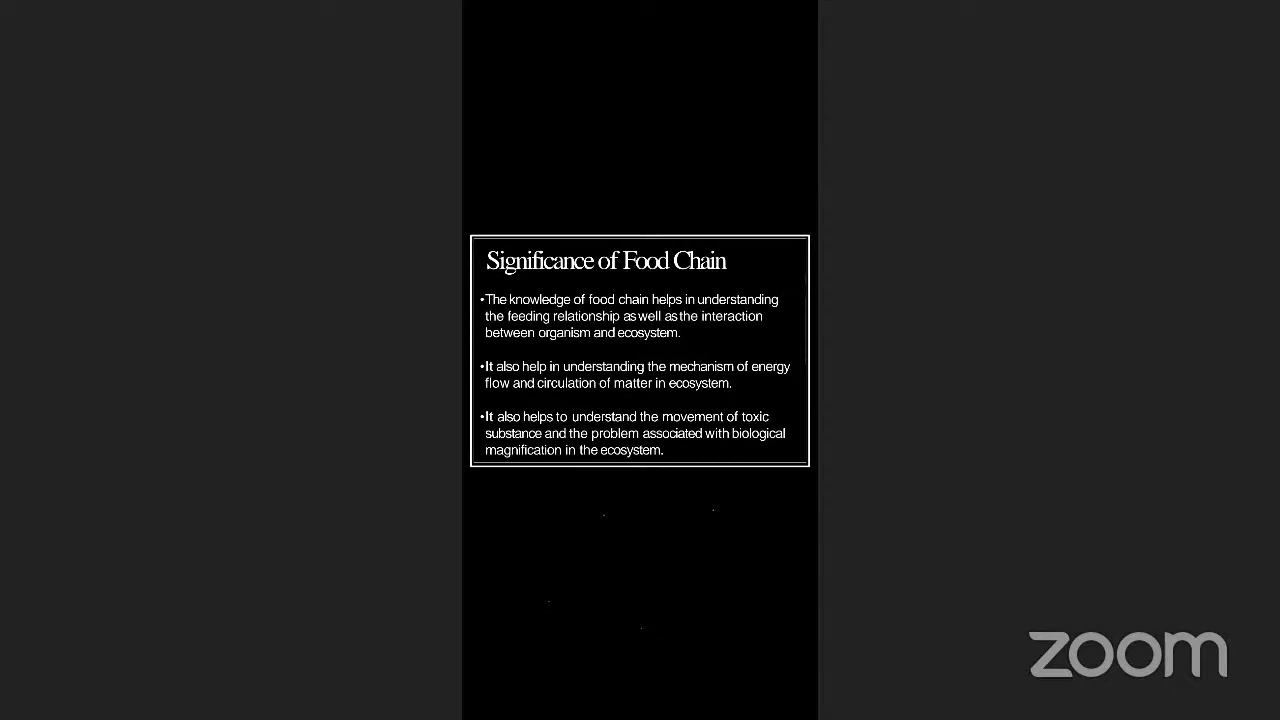 Significance of Food Chain
•The knowledge of food chain helps in understanding
the feeding relationship as well as the interaction
between organism and ecosystem.
•It also help in understanding the mechanism of energy
flow and circulation of matter in ecosystem.
•It also helps to understand the movement of toxic
substance and the problem associated with biological
magnification in the ecosystem.
zoom